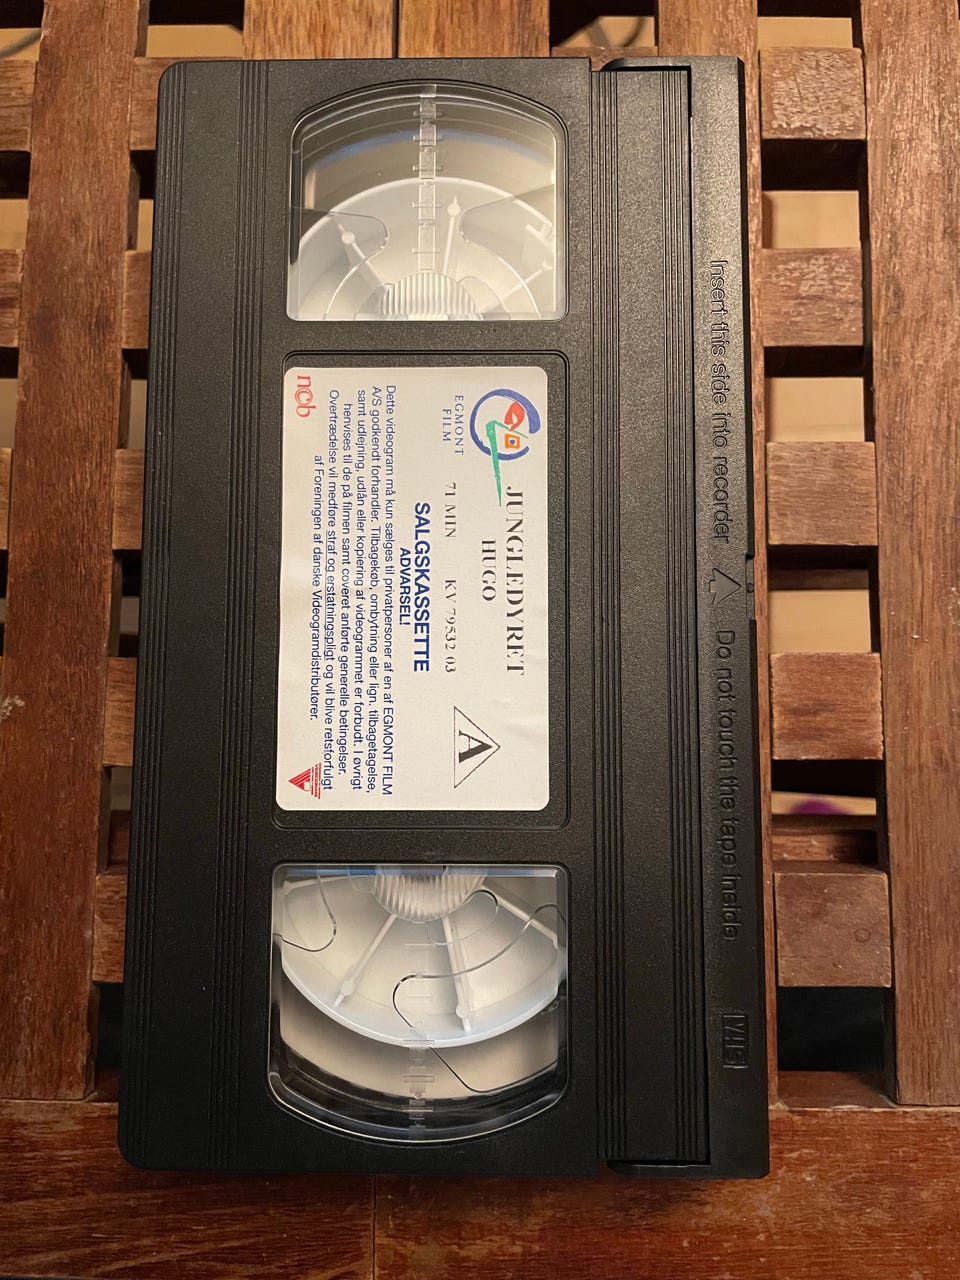 JUNGLEDYRET
HUGO
EGMONT
FILM
71 MIN KV 79532 03
A
SALGSKASSETTE
ADVARSEL!
Dette videogram må kun sælges til privatpersoner af en af EGMONT FILM
A/S godkendt forhandler. Tilbagekøb, ombytning eller lign. tilbagetagelse,
samt udlejning, udlån eller kopiering af videogrammet er forbudt. I øvrigt
henvises til de på filmen samt coveret anførte generelle betingelser.
Overtrædelse vil medføre straf og erstatningspligt og vil blive retsforfulgt
af Foreningen af danske Videogramdistributører.
ncb
Insert this side into recorder
Do not touch the tape inside
VHS